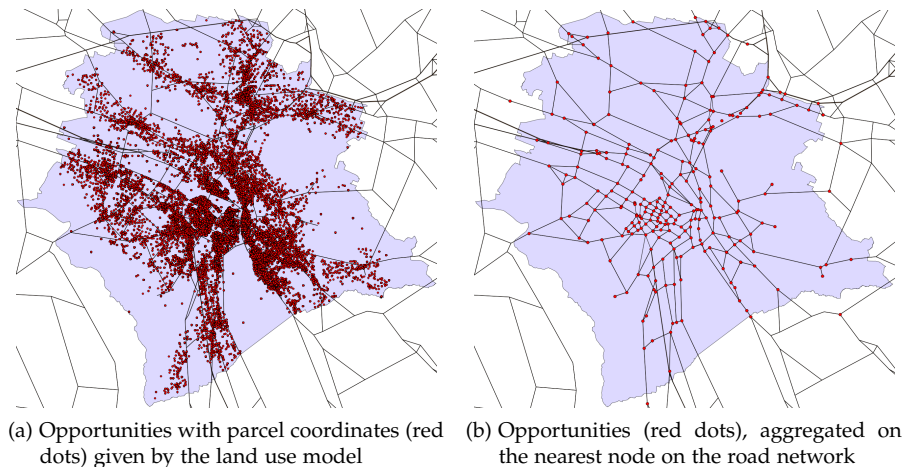 (a) Opportunities with parcel coordinates (red
dots) given by the land use model
(b) Opportunities (red dots), aggregated on
the nearest node on the road network